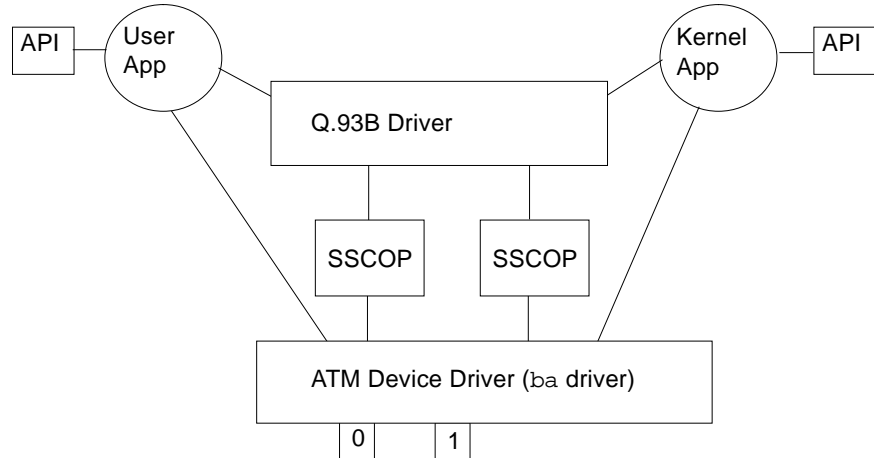 API
User
App
Kernel
App
API
Q.93B Driver
SSCOP
SSCOP
ATM Device Driver (ba driver)
0
1